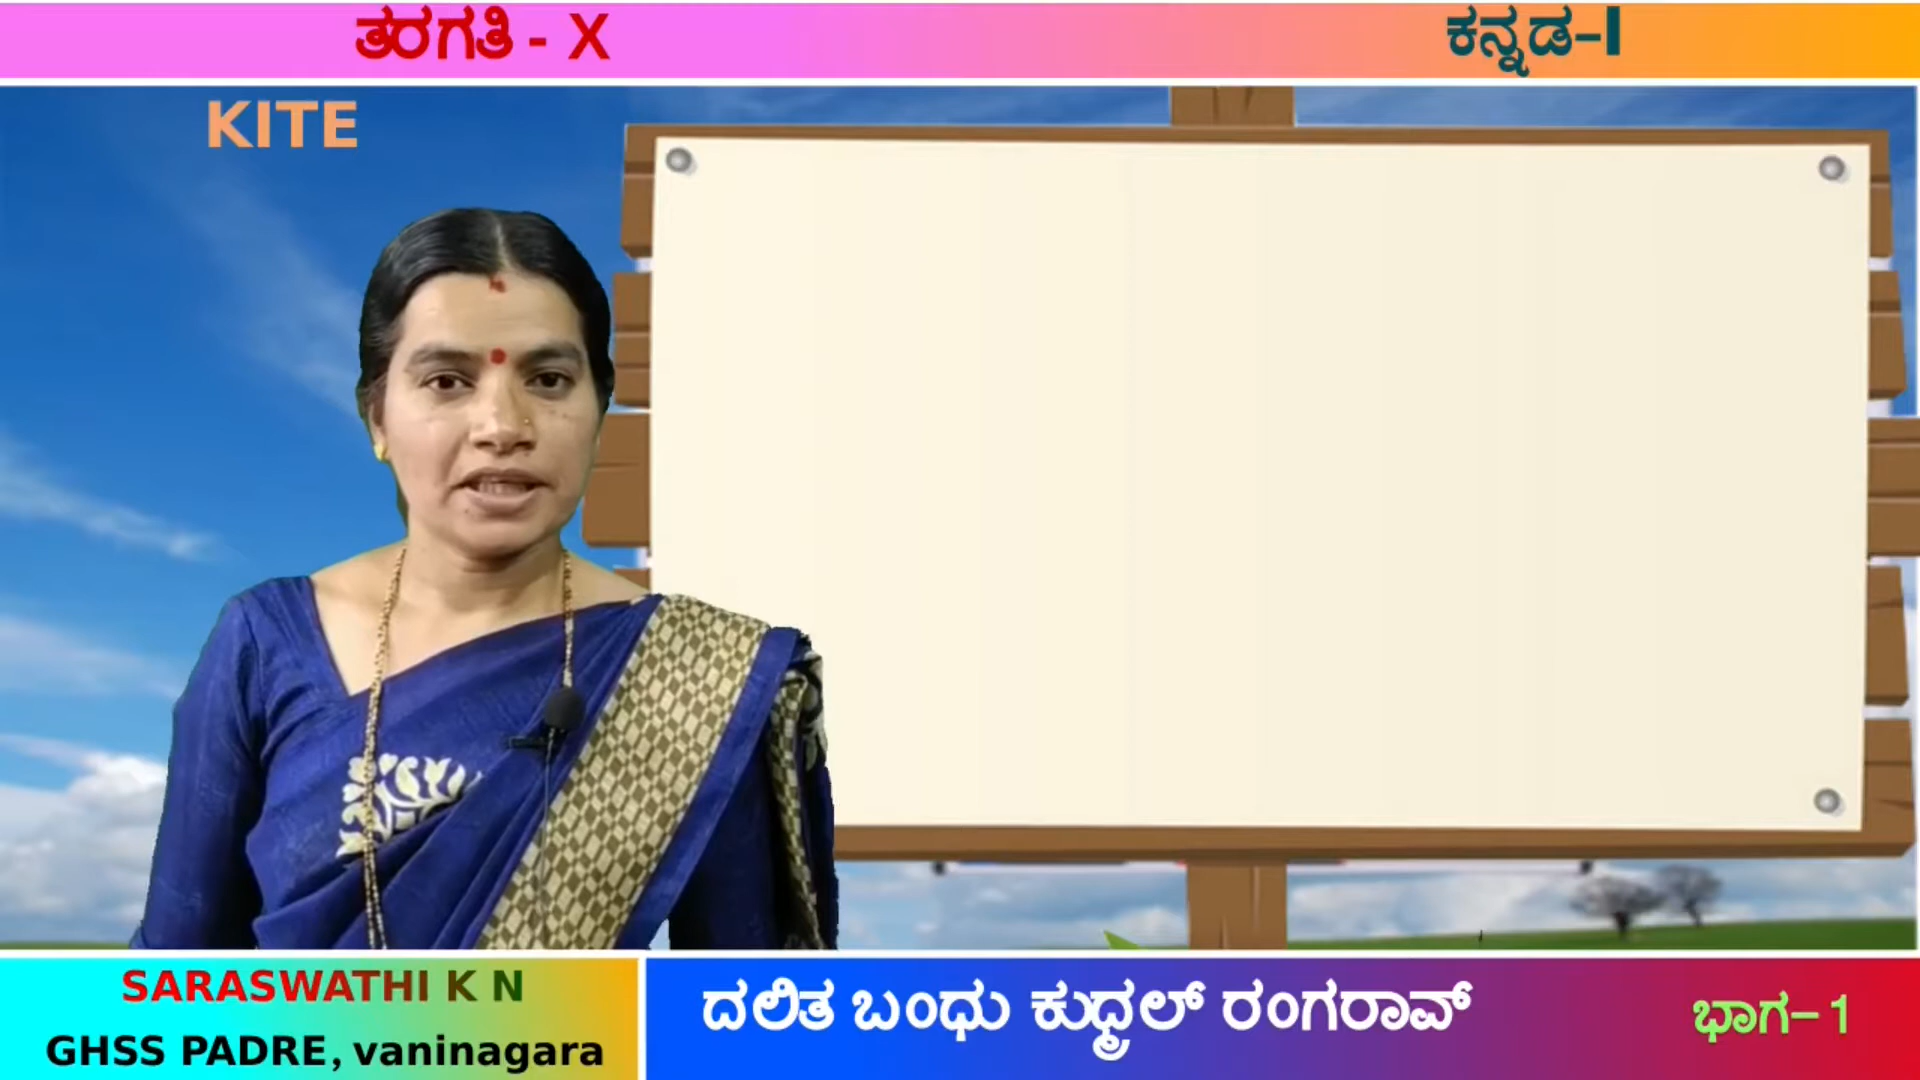 ತರಗತಿ - X
ಕನ್ನಡ-I
KITE
SARASWATHI K N
GHSS PADRE, vaninagara
ದಲಿತ ಬಂಧು ಕುದ್ಮಲ್ ರಂಗರಾವ್
ಭಾಗ-1